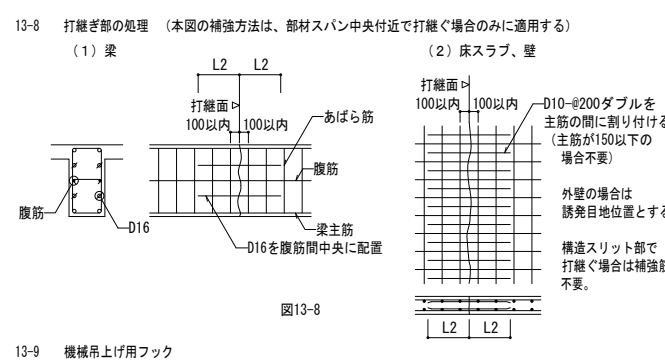 13-8 打継ぎ部の処理 (本図の補強方法は、部材スパン中央付近で打継ぐ場合のみに適用する)
(1) 梁
L2 L2
打継面
100以内 100以内
あばら筋
腹筋
梁主筋
D16を腹筋間中央に配置
腹筋
D16
(2) 床スラブ、壁
打継面
100以内 100以内
D10-@200ダブルを
主筋の間に割り付ける
(主筋が150以下の
場合不要)
外壁の場合は
誘発目地位置とする
構造スリット部で
打継ぐ場合は補強筋
不要。
L2 L2
図13-8
13-9 機械吊上げ用フック